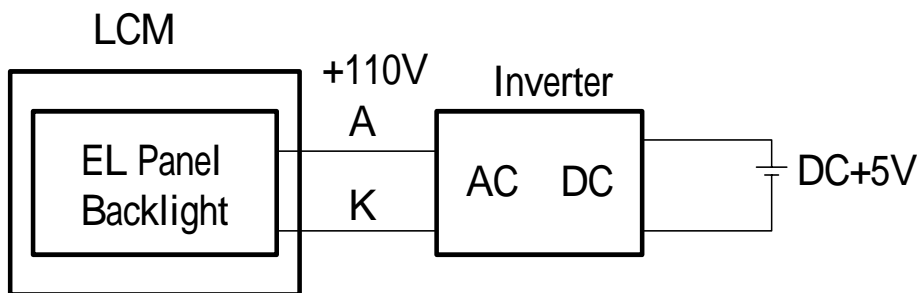 LCM
+110V
Inverter
A
EL Panel
Backlight
AC DC
DC+5V
K